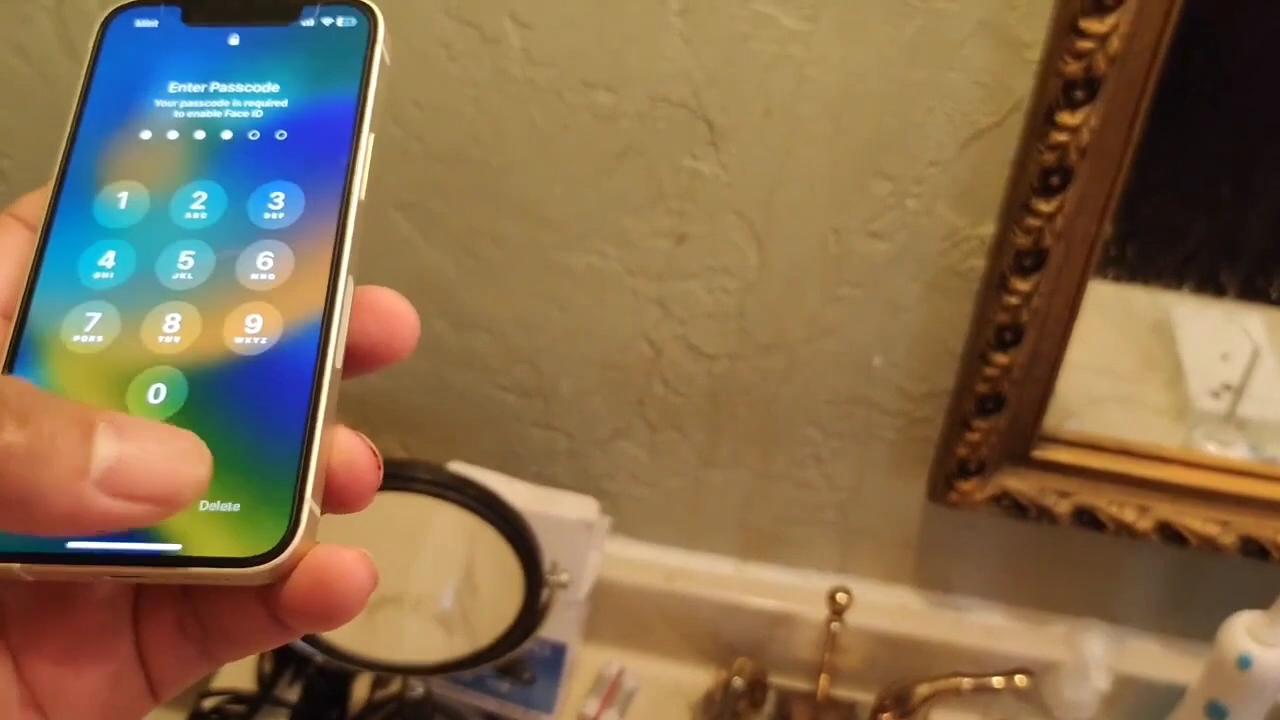 Mint
Enter Passcode
Your passcode is required
to enable Face ID
1
2
ABC
3
DEF
4
GHI
5
JKL
6
MNO
7
PQRS
8
TUV
9
WXYZ
0
Delete